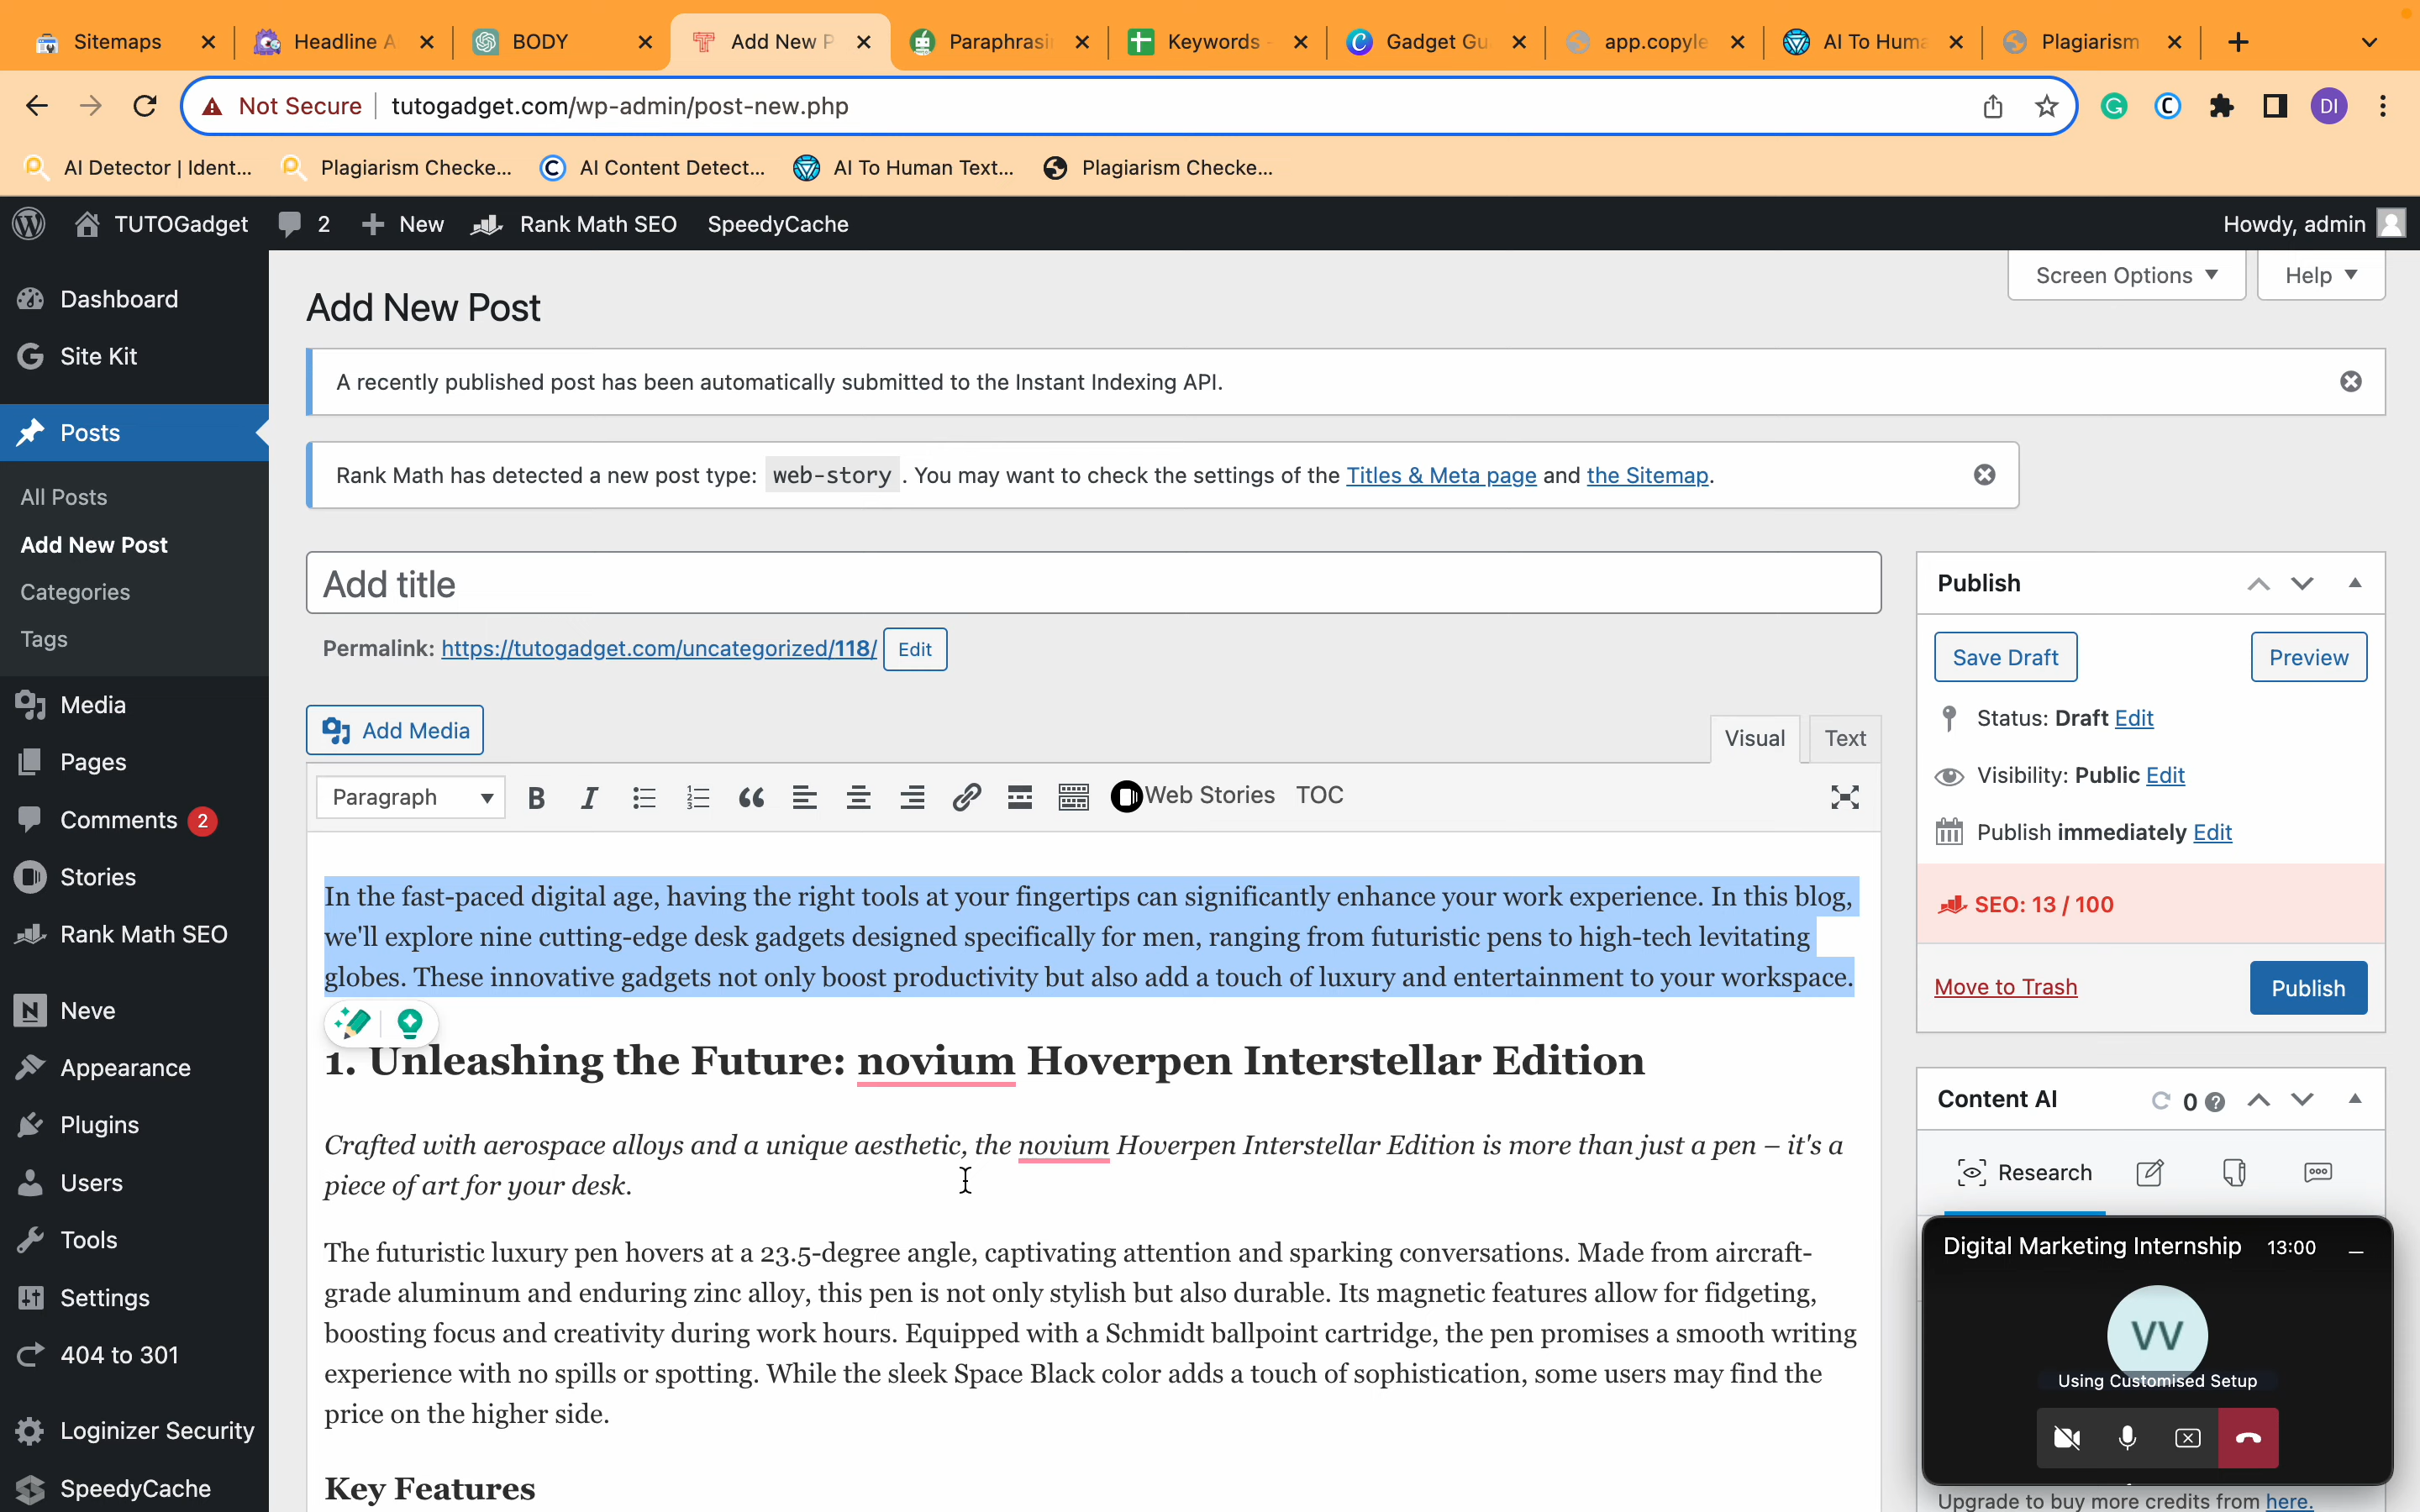 Sitemaps
Headline A
BODY
Add New P
Paraphrasi
Keywords -
Gadget Gu
app.copyle
AI To Huma
Plagiarism
Not Secure
tutogadget.com/wp-admin/post-new.php
DI
AI Detector | Ident...
Plagiarism Checke...
AI Content Detect...
AI To Human Text...
Plagiarism Checke...
TUTOGadget
2
New
Rank Math SEO
SpeedyCache
Howdy, admin
Dashboard
Site Kit
Posts
All Posts
Add New Post
Categories
Tags
Media
Pages
Comments 2
Stories
Rank Math SEO
Neve
Appearance
Plugins
Users
Tools
Settings
404 to 301
Loginizer Security
SpeedyCache
Screen Options
Help
Add New Post
A recently published post has been automatically submitted to the Instant Indexing API.
Rank Math has detected a new post type: web-story . You may want to check the settings of the Titles & Meta page and the Sitemap.
Add title
Permalink: https://tutogadget.com/uncategorized/118/ Edit
Add Media
Visual
Text
Paragraph
Web Stories
TOC
In the fast-paced digital age, having the right tools at your fingertips can significantly enhance your work experience. In this blog,
we'll explore nine cutting-edge desk gadgets designed specifically for men, ranging from futuristic pens to high-tech levitating
globes. These innovative gadgets not only boost productivity but also add a touch of luxury and entertainment to your workspace.
1. Unleashing the Future: novium Hoverpen Interstellar Edition
Crafted with aerospace alloys and a unique aesthetic, the novium Hoverpen Interstellar Edition is more than just a pen – it's a
piece of art for your desk.
The futuristic luxury pen hovers at a 23.5-degree angle, captivating attention and sparking conversations. Made from aircraft-
grade aluminum and enduring zinc alloy, this pen is not only stylish but also durable. Its magnetic features allow for fidgeting,
boosting focus and creativity during work hours. Equipped with a Schmidt ballpoint cartridge, the pen promises a smooth writing
experience with no spills or spotting. While the sleek Space Black color adds a touch of sophistication, some users may find the
price on the higher side.
Key Features
Publish
Save Draft
Preview
Status: Draft Edit
Visibility: Public Edit
Publish immediately Edit
SEO: 13 / 100
Move to Trash
Publish
Content AI
0
Research
Digital Marketing Internship 13:00
VV
Using Customised Setup
Upgrade to buy more credits from here.